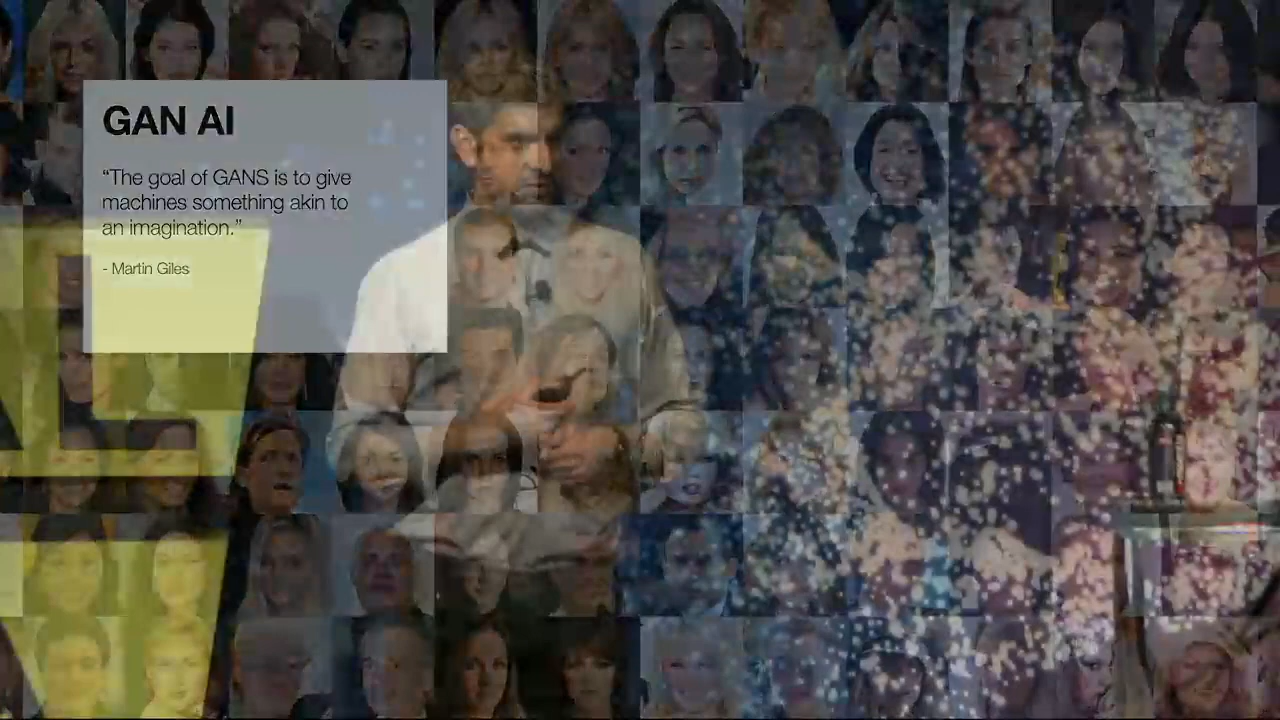 GAN AI
“The goal of GANS is to give
machines something akin to
an imagination.”
- Martin Giles